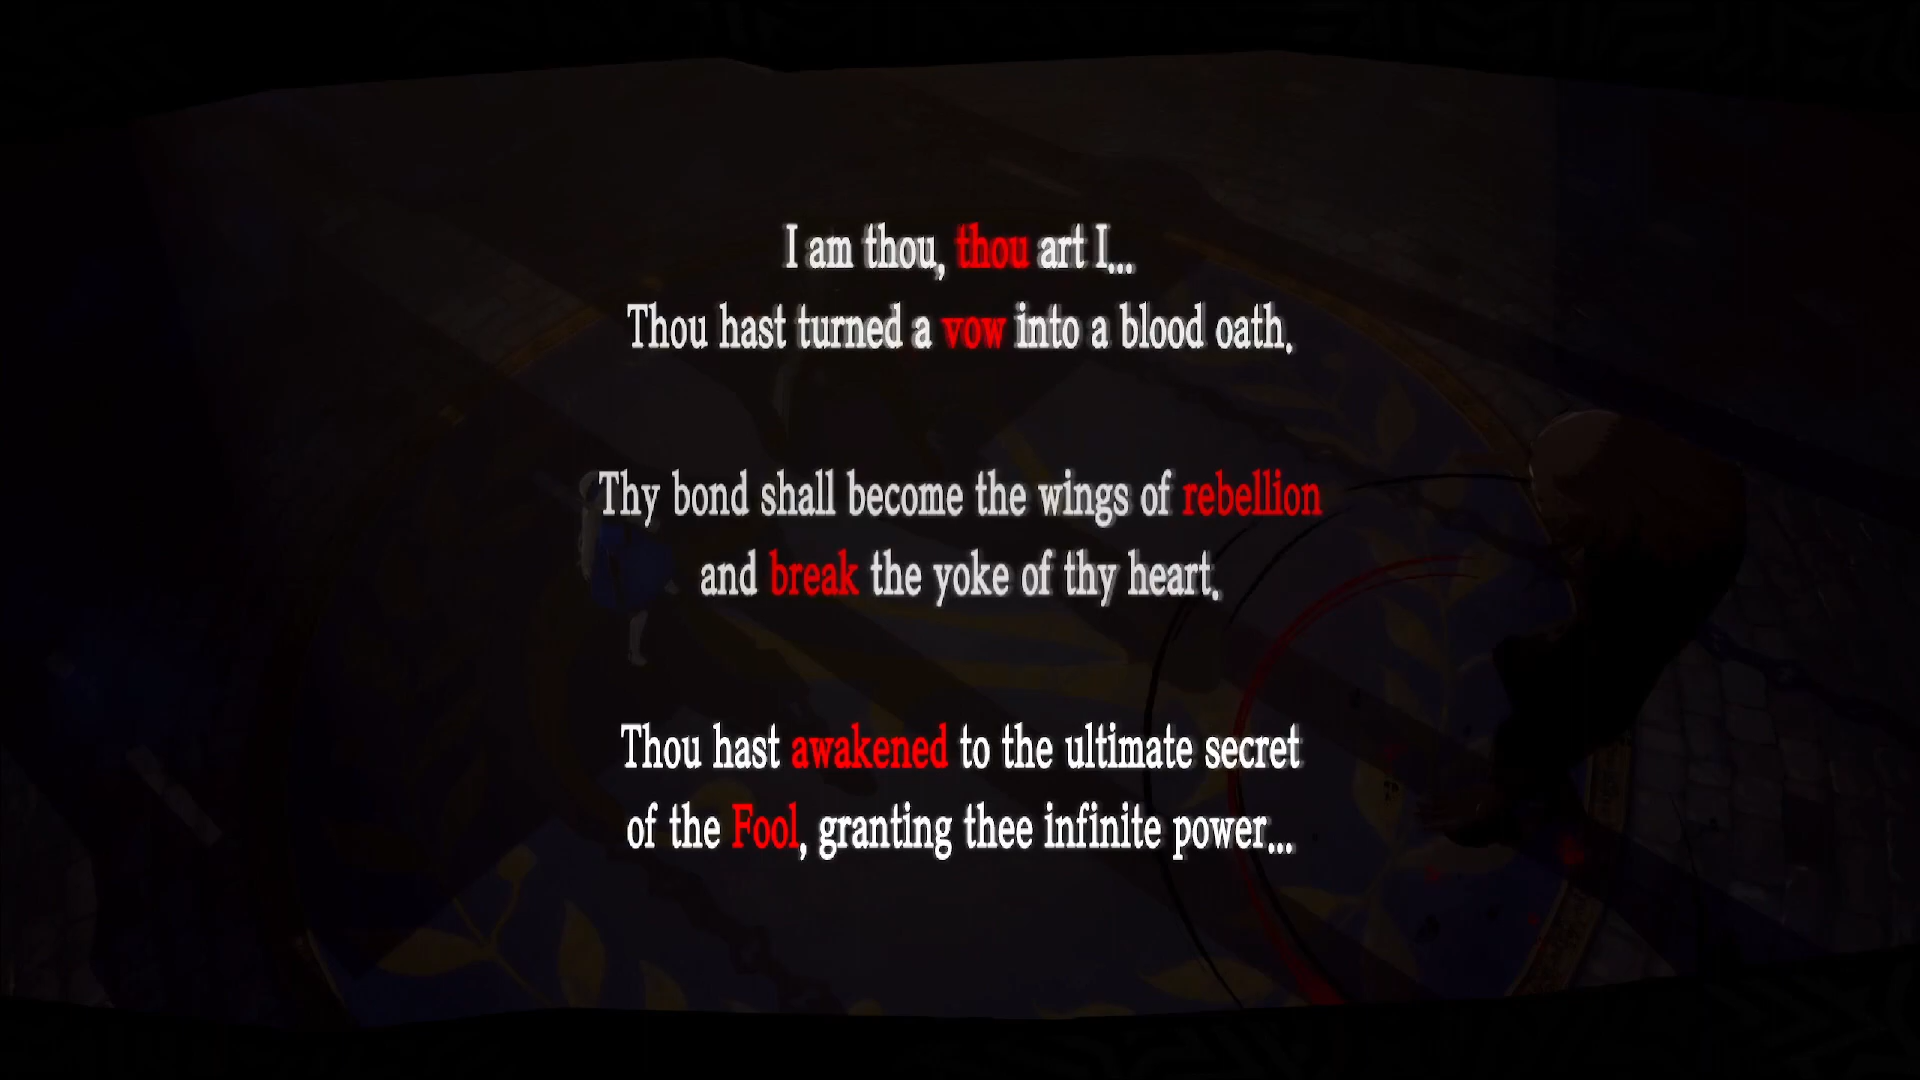 I am thou, thou art I...
Thou hast turned a vow into a blood oath.
Thy bond shall become the wings of rebellion
and break the yoke of thy heart.
Thou hast awakened to the ultimate secret
of the Fool, granting thee infinite power...